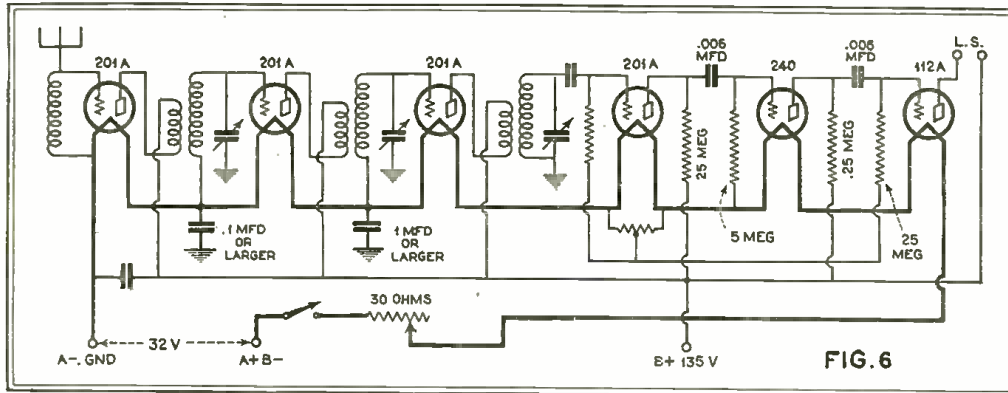 201A
201A
201A
201A
.006
MFD
240
.006
MFD
112A
L.S.
.25 MEG
5 MEG
.25 MEG
25
MEG
.1 MFD
OR
LARGER
.1 MFD
OR
LARGER
30 OHMS
32 V
A-. GND
A+B-
B+ 135 V
FIG. 6